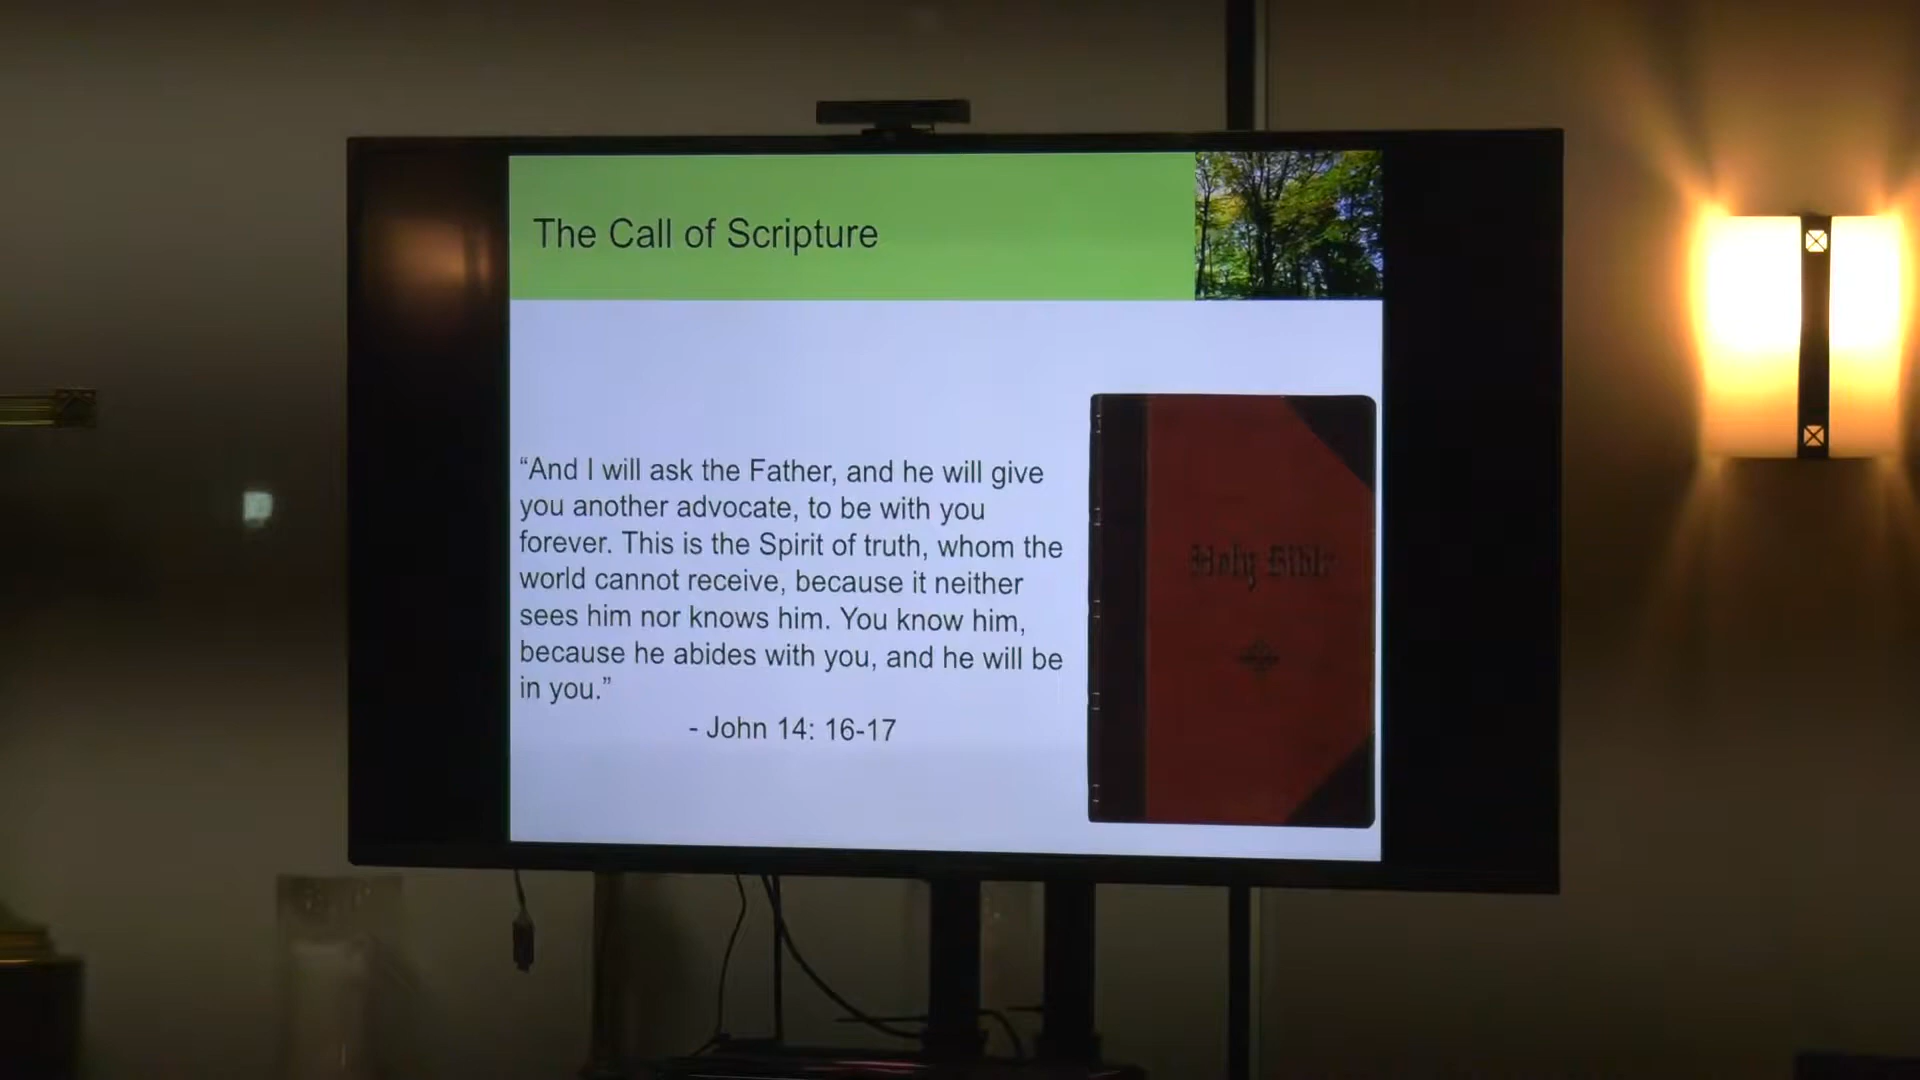 The Call of Scripture
“And I will ask the Father, and he will give
you another advocate, to be with you
forever. This is the Spirit of truth, whom the
world cannot receive, because it neither
sees him nor knows him. You know him,
because he abides with you, and he will be
in you.”
- John 14: 16-17
Holy Bible